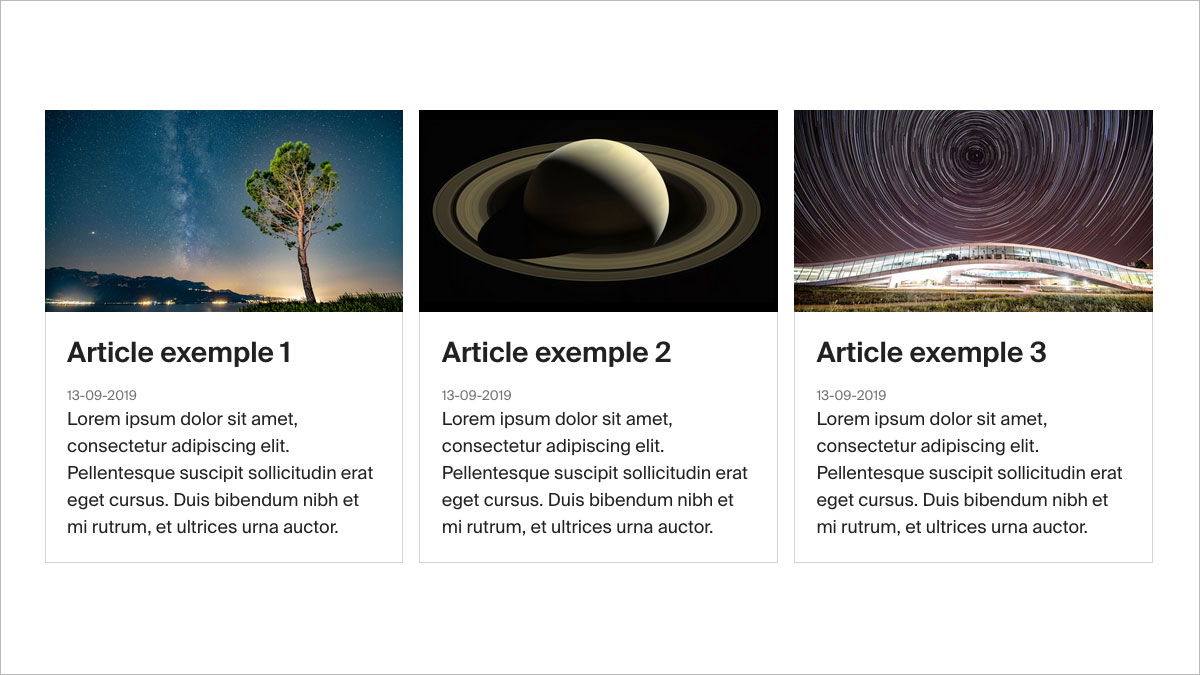 Article exemple 1
13-09-2019
Lorem ipsum dolor sit amet,
consectetur adipiscing elit.
Pellentesque suscipit sollicitudin erat
eget cursus. Duis bibendum nibh et
mi rutrum, et ultrices urna auctor.
Article exemple 2
13-09-2019
Lorem ipsum dolor sit amet,
consectetur adipiscing elit.
Pellentesque suscipit sollicitudin erat
eget cursus. Duis bibendum nibh et
mi rutrum, et ultrices urna auctor.
Article exemple 3
13-09-2019
Lorem ipsum dolor sit amet,
consectetur adipiscing elit.
Pellentesque suscipit sollicitudin erat
eget cursus. Duis bibendum nibh et
mi rutrum, et ultrices urna auctor.